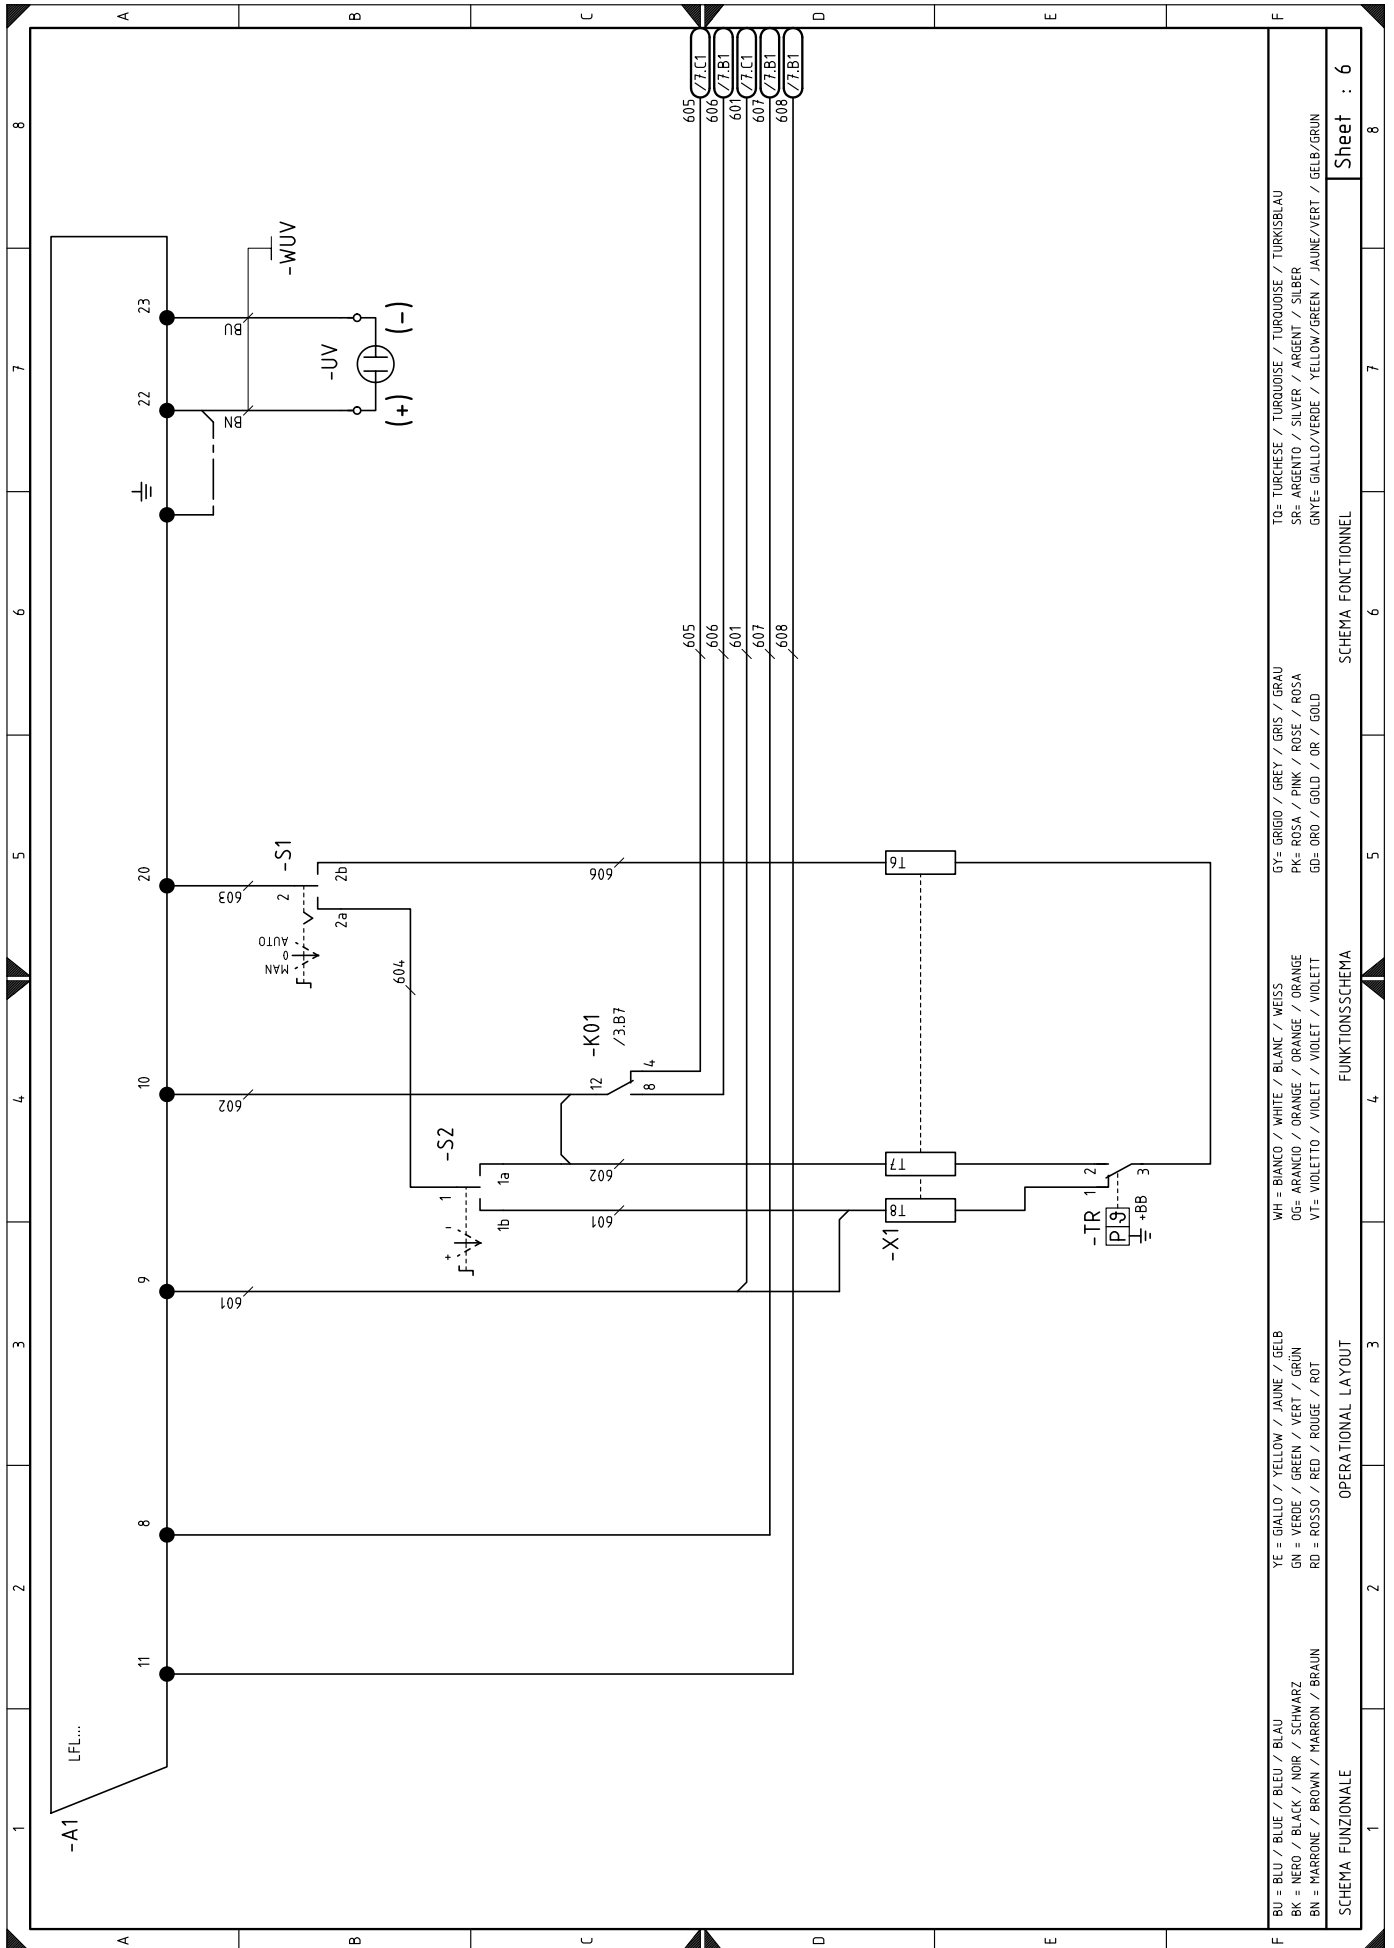 1 2 3 4 5 6 7 8
A A
B B
C C
D D
E E
F F
-A1
LFL...
11 8 9 10 20 22 23
601
602
603
BN
BU
-WUV
-UV
(+) (-)
MAN 0 AUTO
2
-S1
2a 2b
604
+ -
1
-S2
1b 1a
12
-K01
/3.B7
8 4
601
602
606
605 605 /7.C1
606 606 /7.B1
601 601 /7.C1
607 607 /7.B1
608 608 /7.B1
-X1
T8 T7 T6
-TR
P ϑ
+BB
1 2
3
BU = BLU / BLUE / BLEU / BLAU
BK = NERO / BLACK / NOIR / SCHWARZ
BN = MARRONE / BROWN / MARRON / BRAUN
YE = GIALLO / YELLOW / JAUNE / GELB
GN = VERDE / GREEN / VERT / GRÜN
RD = ROSSO / RED / ROUGE / ROT
WH = BIANCO / WHITE / BLANC / WEISS
OG= ARANCIO / ORANGE / ORANGE / ORANGE
VT= VIOLETTO / VIOLET / VIOLET / VIOLETT
GY= GRIGIO / GREY / GRIS / GRAU
PK= ROSA / PINK / ROSE / ROSA
GD= ORO / GOLD / OR / GOLD
TQ= TURCHESE / TURQUOISE / TURQUOISE / TURKISBLAU
SR= ARGENTO / SILVER / ARGENT / SILBER
GNYE= GIALLO/VERDE / YELLOW/GREEN / JAUNE/VERT / GELB/GRUN
SCHEMA FUNZIONALE
OPERATIONAL LAYOUT
FUNKTIONSSCHEMA
SCHEMA FONCTIONNEL
Sheet : 6
1 2 3 4 5 6 7 8